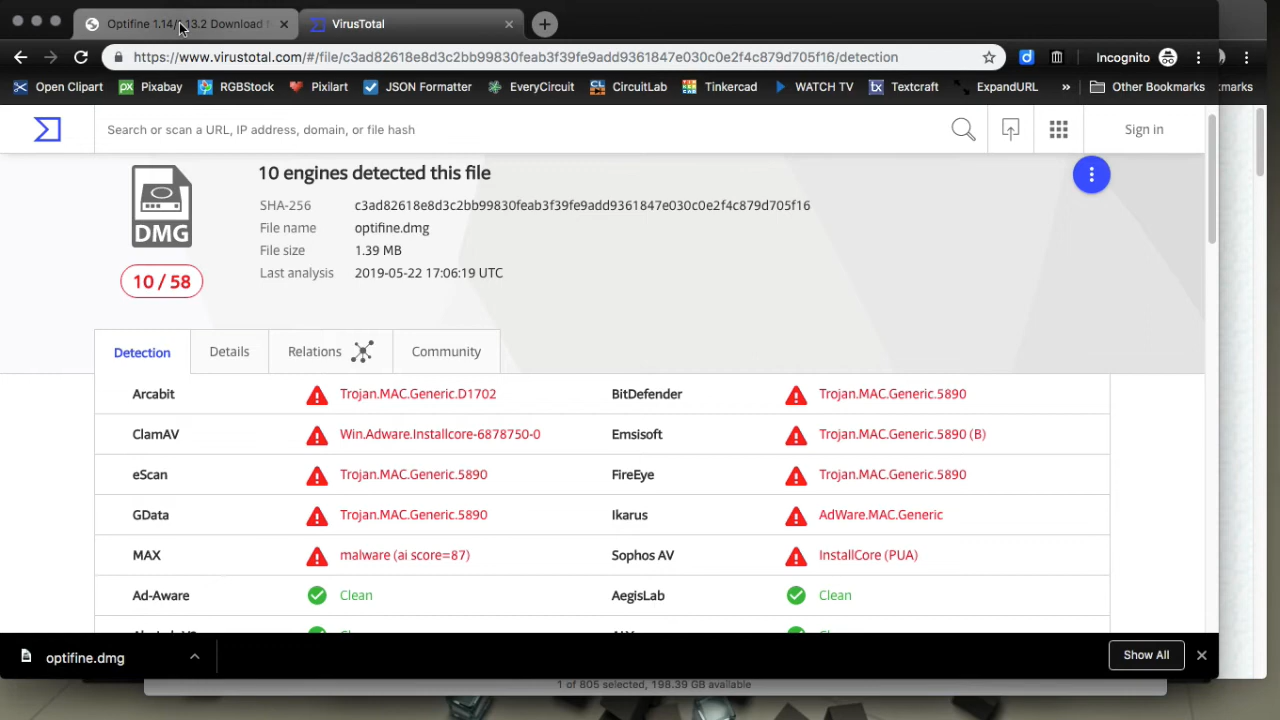 Optifine 1.14/ 13.2 Download
VirusTotal
https://www.virustotal.com/#/file/c3ad82618e8d3c2bb99830feab3f39fe9add9361847e030c0e2f4c879d705f16/detection
Incognito
Open Clipart Pixabay RGBStock Pixilart JSON Formatter EveryCircuit CircuitLab Tinkercad WATCH TV Textcraft ExpandURL » Other Bookmarks kmarks
Search or scan a URL, IP address, domain, or file hash
Sign in
DMG
10 / 58
10 engines detected this file
SHA-256 c3ad82618e8d3c2bb99830feab3f39fe9add9361847e030c0e2f4c879d705f16
File name optifine.dmg
File size 1.39 MB
Last analysis 2019-05-22 17:06:19 UTC
Detection Details Relations Community
Arcabit Trojan.MAC.Generic.D1702 BitDefender Trojan.MAC.Generic.5890
ClamAV Win.Adware.Installcore-6878750-0 Emsisoft Trojan.MAC.Generic.5890 (B)
eScan Trojan.MAC.Generic.5890 FireEye Trojan.MAC.Generic.5890
GData Trojan.MAC.Generic.5890 Ikarus AdWare.MAC.Generic
MAX malware (ai score=87) Sophos AV InstallCore (PUA)
Ad-Aware Clean AegisLab Clean
optifine.dmg
Show All
1 of 805 selected, 198.39 GB available